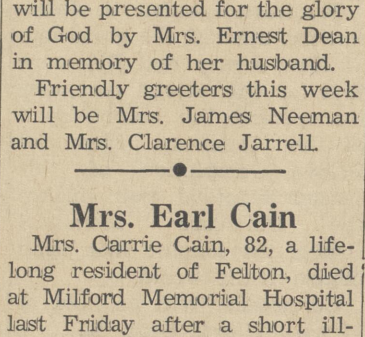 will be presented for the glory
of God by Mrs. Ernest Dean
in memory of her husband.
Friendly greeters this week
will be Mrs. James Neeman
and Mrs. Clarence Jarrell.
Mrs. Earl Cain
Mrs. Carrie Cain, 82, a life-
long resident of Felton, died
at Milford Memorial Hospital
last Friday after a short ill-